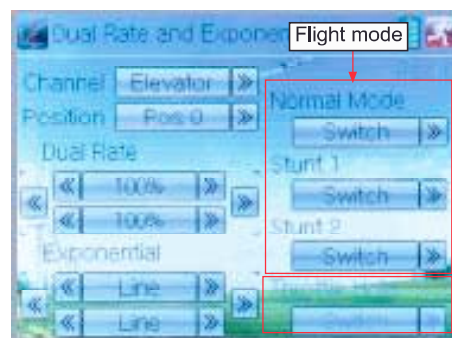 Dual Rate and Expone
Flight mode
Channel Elevator
Position Pos 0
Dual Rate
100%
100%
Exponential
Line
Line
Normal Mode
Switch
Stunt 1
Switch
Stunt 2
Switch
Switch